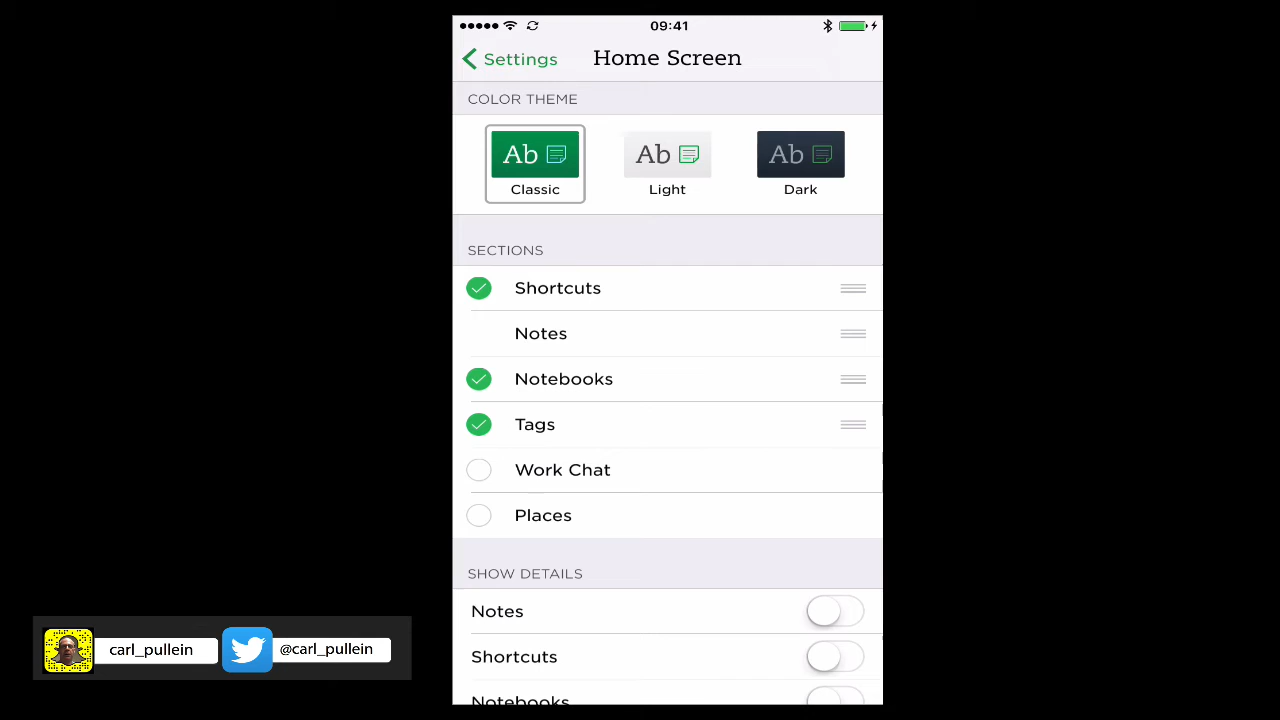 09:41
Settings
Home Screen
COLOR THEME
Ab
Ab
Ab
Classic
Light
Dark
SECTIONS
Shortcuts
Notes
Notebooks
Tags
Work Chat
Places
SHOW DETAILS
Notes
Shortcuts
Notebooks
carl_pullein
@carl_pullein